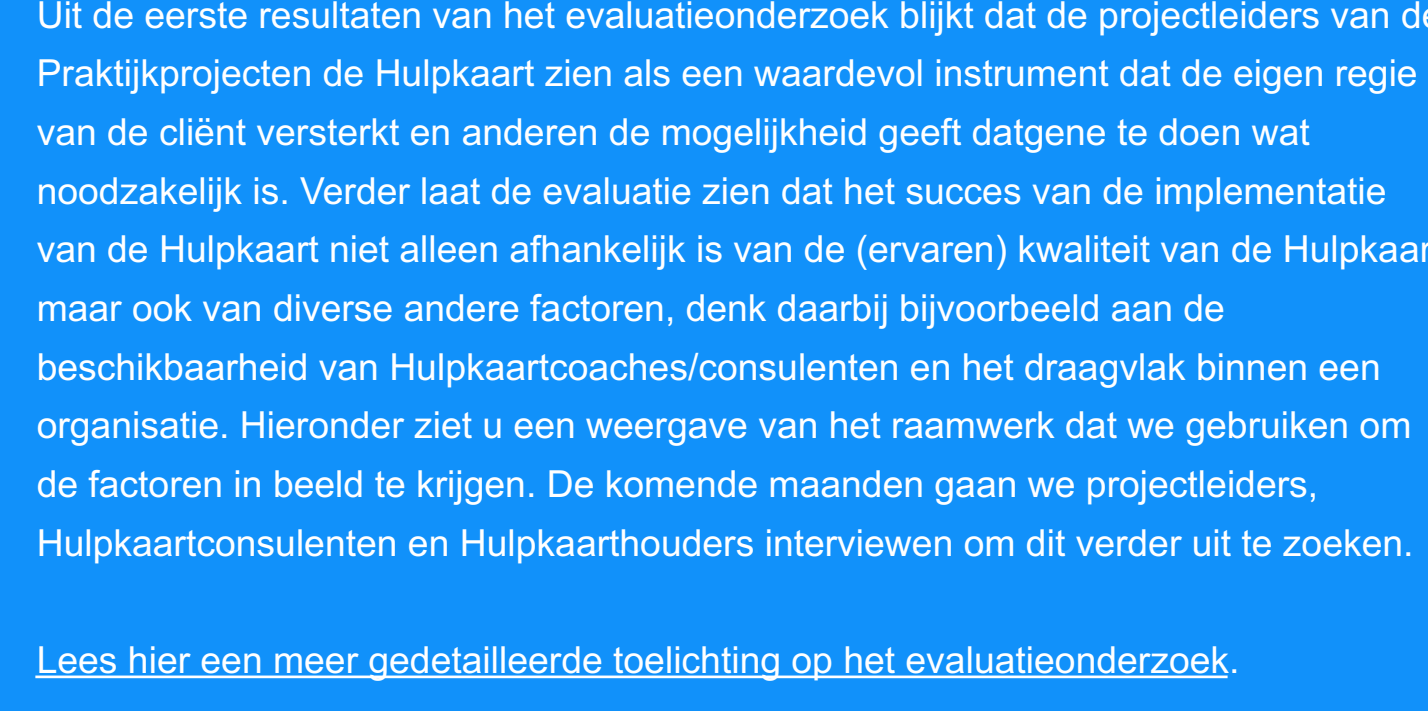 Uit de eerste resultaten van het evaluatieonderzoek blijkt dat de projectleiders van de
Praktijkprojecten de Hulpkaart zien als een waardevol instrument dat de eigen regie
van de cliënt versterkt en anderen de mogelijkheid geeft datgene te doen wat
noodzakelijk is. Verder laat de evaluatie zien dat het succes van de implementatie
van de Hulpkaart niet alleen afhankelijk is van de (ervaren) kwaliteit van de Hulpkaar
maar ook van diverse andere factoren, denk daarbij bijvoorbeeld aan de
beschikbaarheid van Hulpkaartcoaches/consulenten en het draagvlak binnen een
organisatie. Hieronder ziet u een weergave van het raamwerk dat we gebruiken om
de factoren in beeld te krijgen. De komende maanden gaan we projectleiders,
Hulpkaartconsulenten en Hulpkaarthouders interviewen om dit verder uit te zoeken.
Lees hier een meer gedetailleerde toelichting op het evaluatieonderzoek.